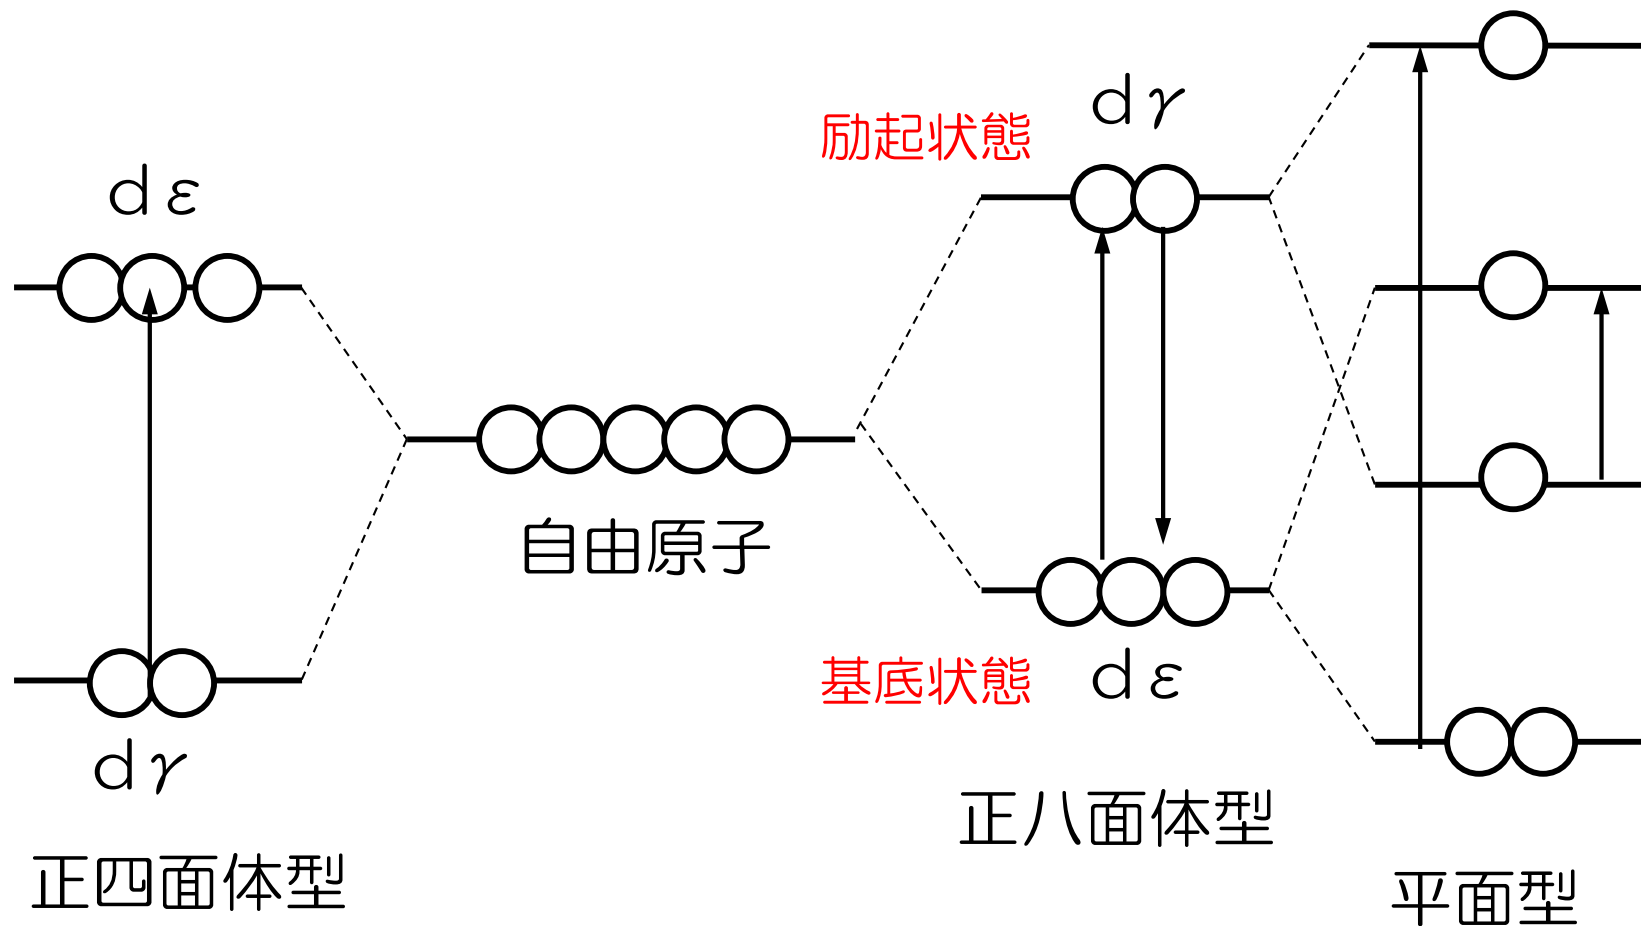 dε
dγ
正四面体型
自由原子
励起状態
dγ
基底状態
dε
正八面体型
平面型